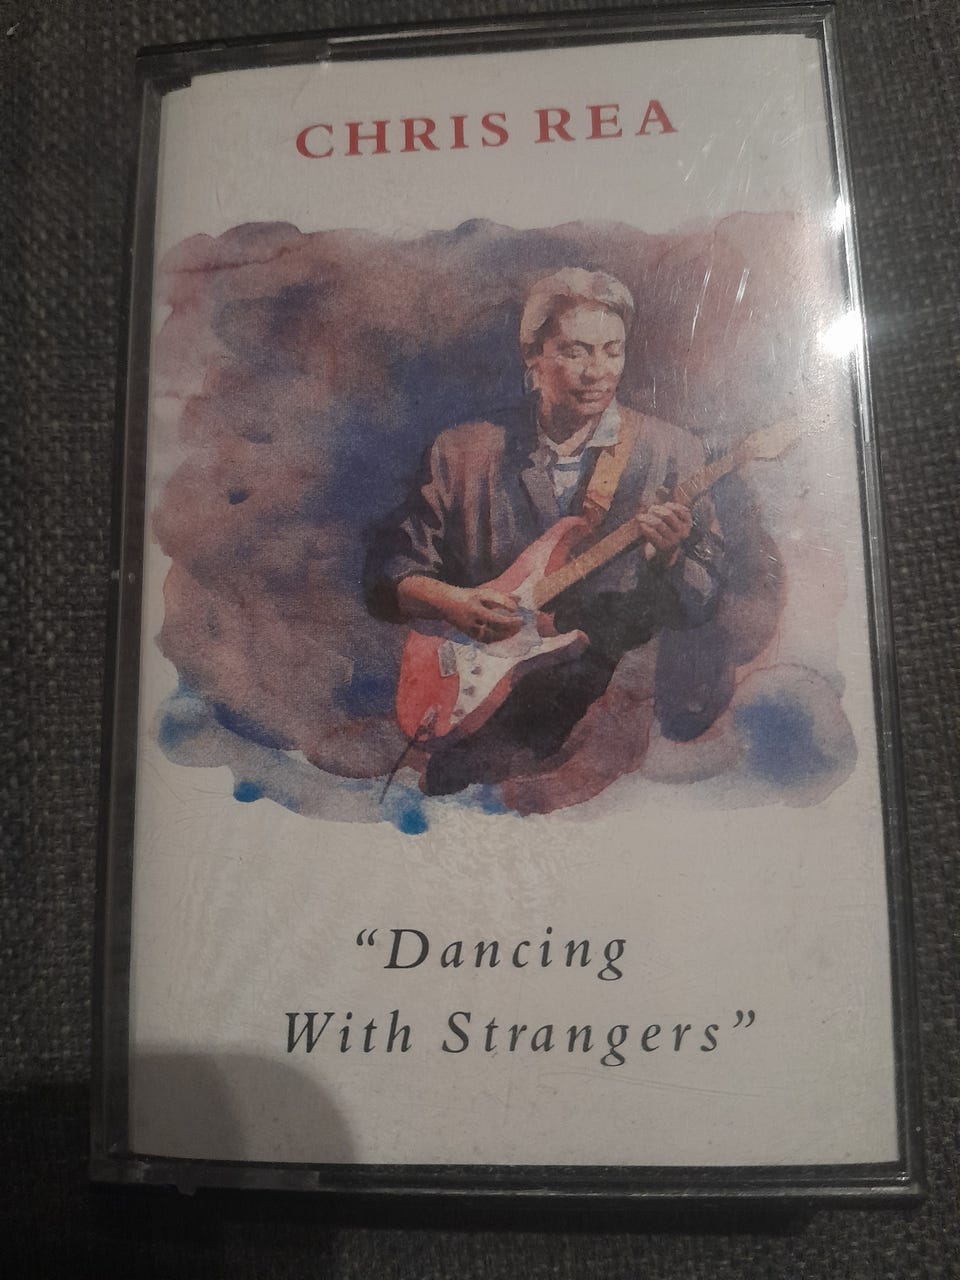 CHRIS REA
“Dancing
With Strangers”